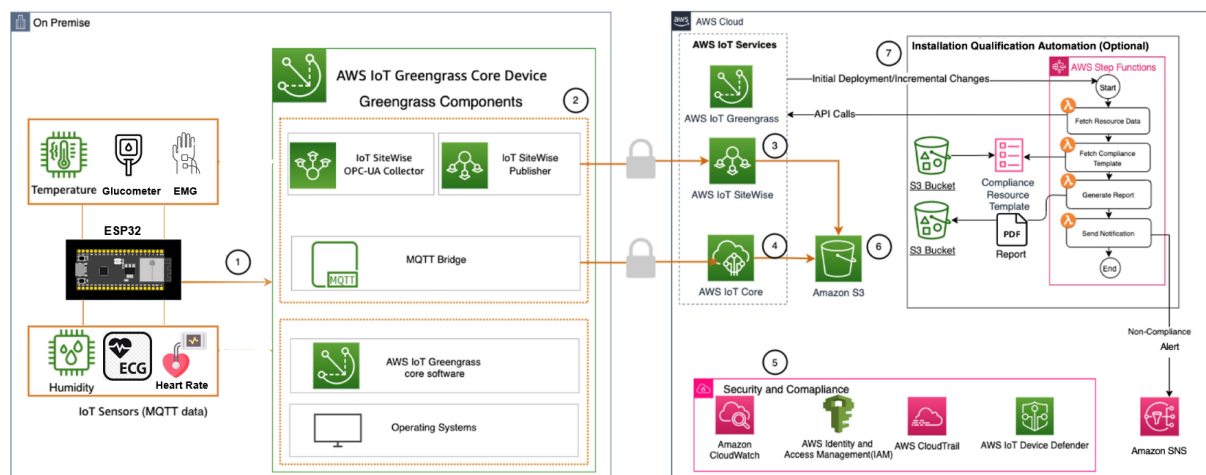 On Premise
AWS IoT Greengrass Core Device
Greengrass Components
2
IoT SiteWise
OPC-UA Collector
IoT SiteWise
Publisher
MQTT Bridge
MQTT
AWS IoT Greengrass
core software
Operating Systems
Temperature
Glucometer
EMG
ESP32
1
ECG
Humidity
Heart Rate
IoT Sensors (MQTT data)
aws
AWS Cloud
AWS IoT Services
AWS IoT Greengrass
3
AWS IoT SiteWise
4
AWS IoT Core
6
Amazon S3
7
Installation Qualification Automation (Optional)
AWS Step Functions
Initial Deployment/Incremental Changes
Start
API Calls
Fetch Resource Data
Fetch Compliance
Template
Generate Report
Send Notification
End
S3 Bucket
Compliance
Resource
Template
S3 Bucket
PDF
Report
Non-Compliance
Alert
5
Security and Comapliance
Amazon
CloudWatch
AWS Identity and
Access Management(IAM)
AWS CloudTrail
AWS IoT Device Defender
Amazon SNS